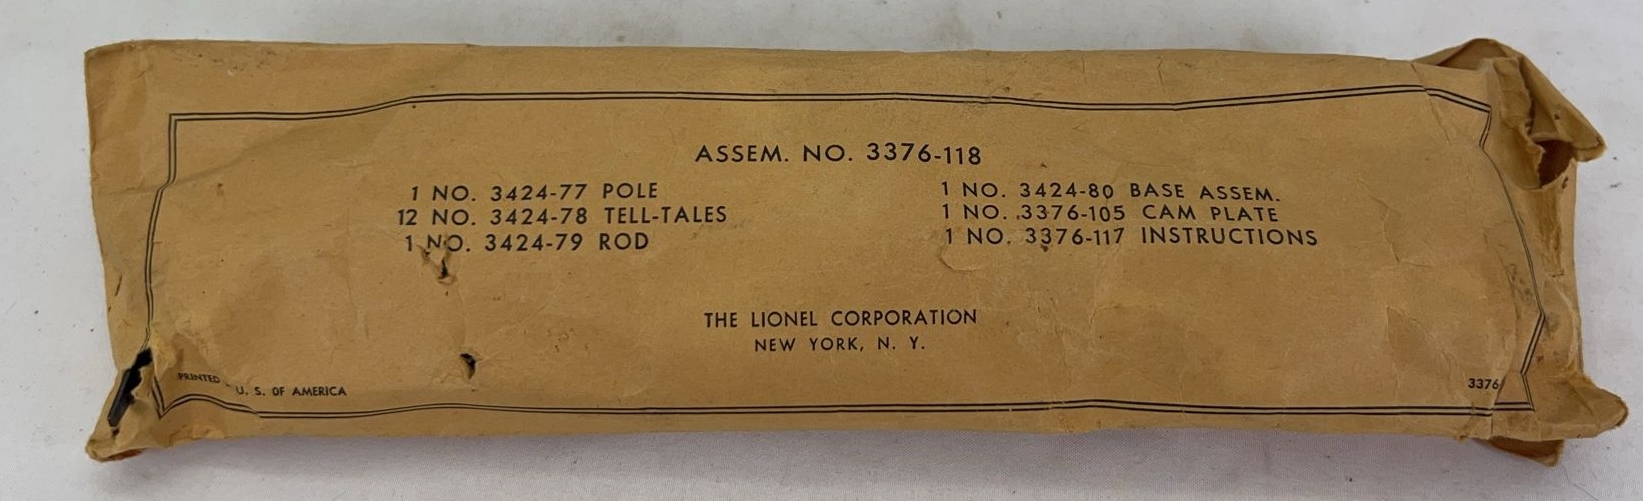 ASSEM. NO. 3376-118
1 NO. 3424-77 POLE
12 NO. 3424-78 TELL-TALES
1 NO. 3424-79 ROD
1 NO. 3424-80 BASE ASSEM.
1 NO. 3376-105 CAM PLATE
1 NO. 3376-117 INSTRUCTIONS
THE LIONEL CORPORATION
NEW YORK, N. Y.
PRINTED U. S. OF AMERICA
3376